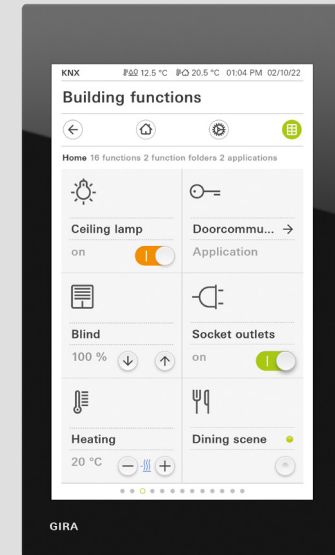 KNX 12.5 °C 20.5 °C 01:04 PM 02/10/22
Building functions
Home 16 functions 2 function folders 2 applications
Ceiling lamp
on
Doorcommu...
Application
Blind
100 %
Socket outlets
on
Heating
20 °C
Dining scene
GIRA